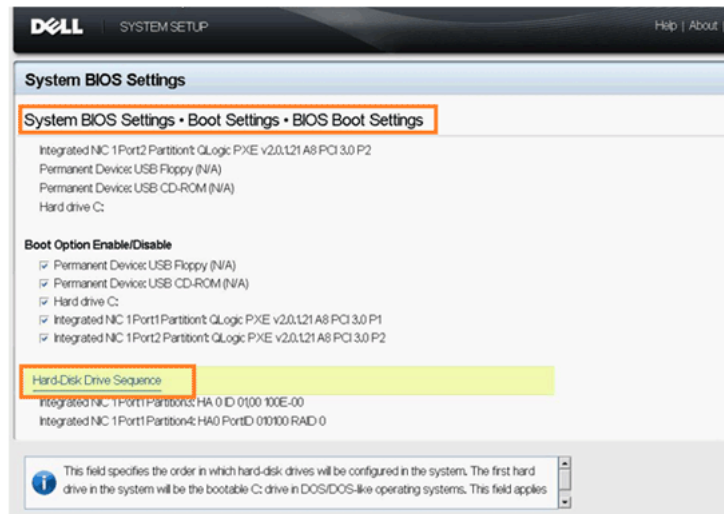 DELL SYSTEM SETUP Help | About |
System BIOS Settings
System BIOS Settings • Boot Settings • BIOS Boot Settings
Integrated NIC 1 Port2 Partition1: QLogic PXE v2.0.1.21 A8 PCI 3.0 P2
Permanent Device: USB Floppy (N/A)
Permanent Device: USB CD-ROM (N/A)
Hard drive C:
Boot Option Enable/Disable
Permanent Device: USB Floppy (N/A)
Permanent Device: USB CD-ROM (N/A)
Hard drive C:
Integrated NIC 1 Port1 Partition1: QLogic PXE v2.0.1.21 A8 PCI 3.0 P1
Integrated NIC 1 Port2 Partition1: QLogic PXE v2.0.1.21 A8 PCI 3.0 P2
Hard-Disk Drive Sequence
Integrated NIC 1 Port1 Partition3: HA 0 ID 01,00 100E-00
Integrated NIC 1 Port1 Partition4: HA0 PortID 010100 RAID 0
This field specifies the order in which hard-disk drives will be configured in the system. The first hard
drive in the system will be the bootable C: drive in DOS/DOS-like operating systems. This field applies